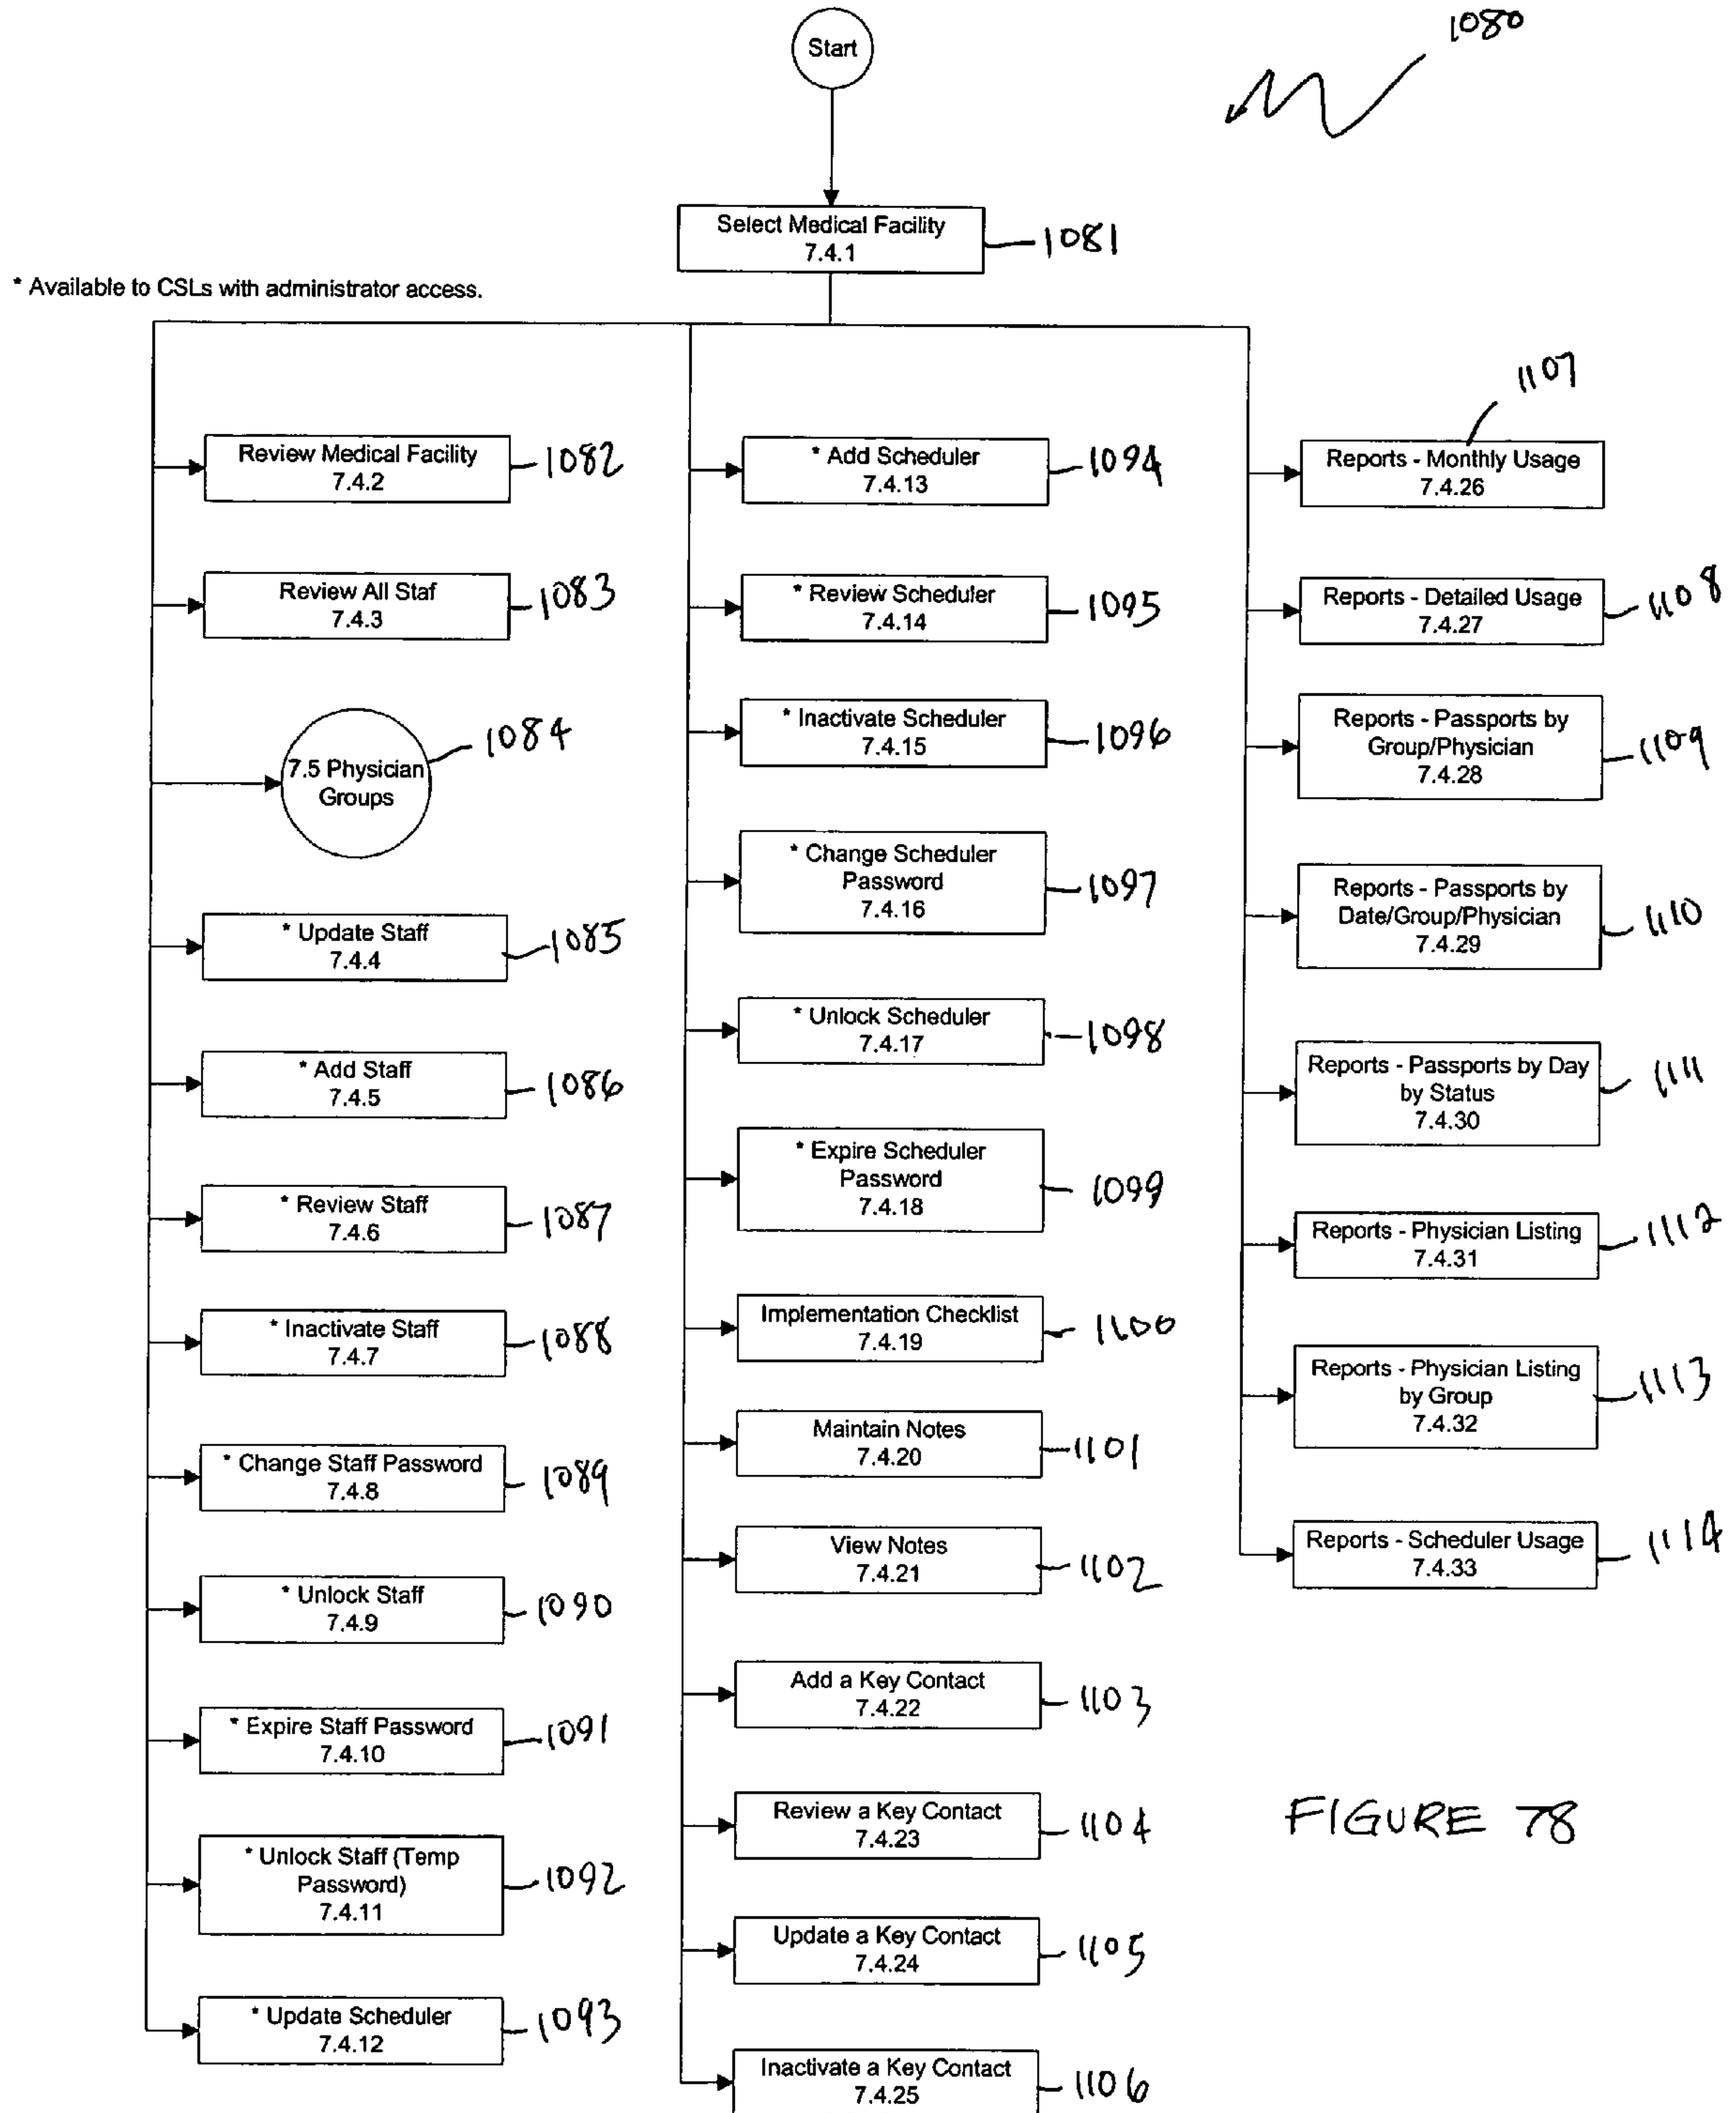 Start
1080
Select Medical Facility
7.4.1
1081
* Available to CSLs with administrator access.
Review Medical Facility
7.4.2
1082
Review All Staf
7.4.3
1083
7.5 Physician
Groups
1084
* Update Staff
7.4.4
1085
* Add Staff
7.4.5
1086
* Review Staff
7.4.6
1087
* Inactivate Staff
7.4.7
1088
* Change Staff Password
7.4.8
1089
* Unlock Staff
7.4.9
1090
* Expire Staff Password
7.4.10
1091
* Unlock Staff (Temp
Password)
7.4.11
1092
* Update Scheduler
7.4.12
1093
* Add Scheduler
7.4.13
1094
* Review Scheduler
7.4.14
1095
* Inactivate Scheduler
7.4.15
1096
* Change Scheduler
Password
7.4.16
1097
* Unlock Scheduler
7.4.17
1098
* Expire Scheduler
Password
7.4.18
1099
Implementation Checklist
7.4.19
1100
Maintain Notes
7.4.20
1101
View Notes
7.4.21
1102
Add a Key Contact
7.4.22
1103
Review a Key Contact
7.4.23
1104
Update a Key Contact
7.4.24
1105
Inactivate a Key Contact
7.4.25
1106
1107
Reports - Monthly Usage
7.4.26
Reports - Detailed Usage
7.4.27
1108
Reports - Passports by
Group/Physician
7.4.28
1109
Reports - Passports by
Date/Group/Physician
7.4.29
1110
Reports - Passports by Day
by Status
7.4.30
1111
Reports - Physician Listing
7.4.31
1112
Reports - Physician Listing
by Group
7.4.32
1113
Reports - Scheduler Usage
7.4.33
1114
FIGURE 78